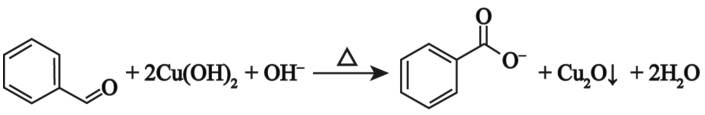 O + 2Cu(OH)₂ + OH⁻ △ O O⁻ + Cu₂O↓ + 2H₂O